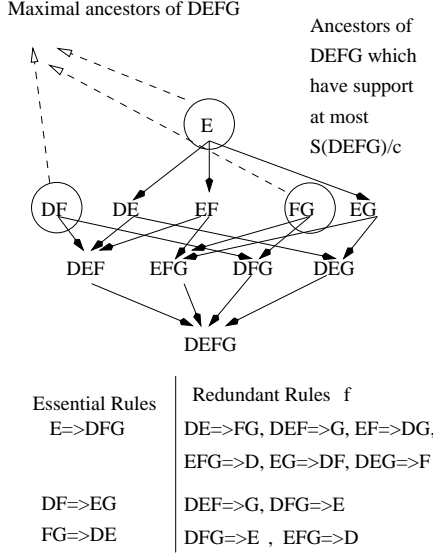 Maximal ancestors of DEFG
Ancestors of
DEFG which
have support
at most
S(DEFG)/c
E
DF DE EF FG EG
DEF EFG DFG DEG
DEFG
Essential Rules
Redundant Rules f
E=>DFG
DE=>FG, DEF=>G, EF=>DG,
EFG=>D, EG=>DF, DEG=>F
DF=>EG
DEF=>G, DFG=>E
FG=>DE
DFG=>E , EFG=>D